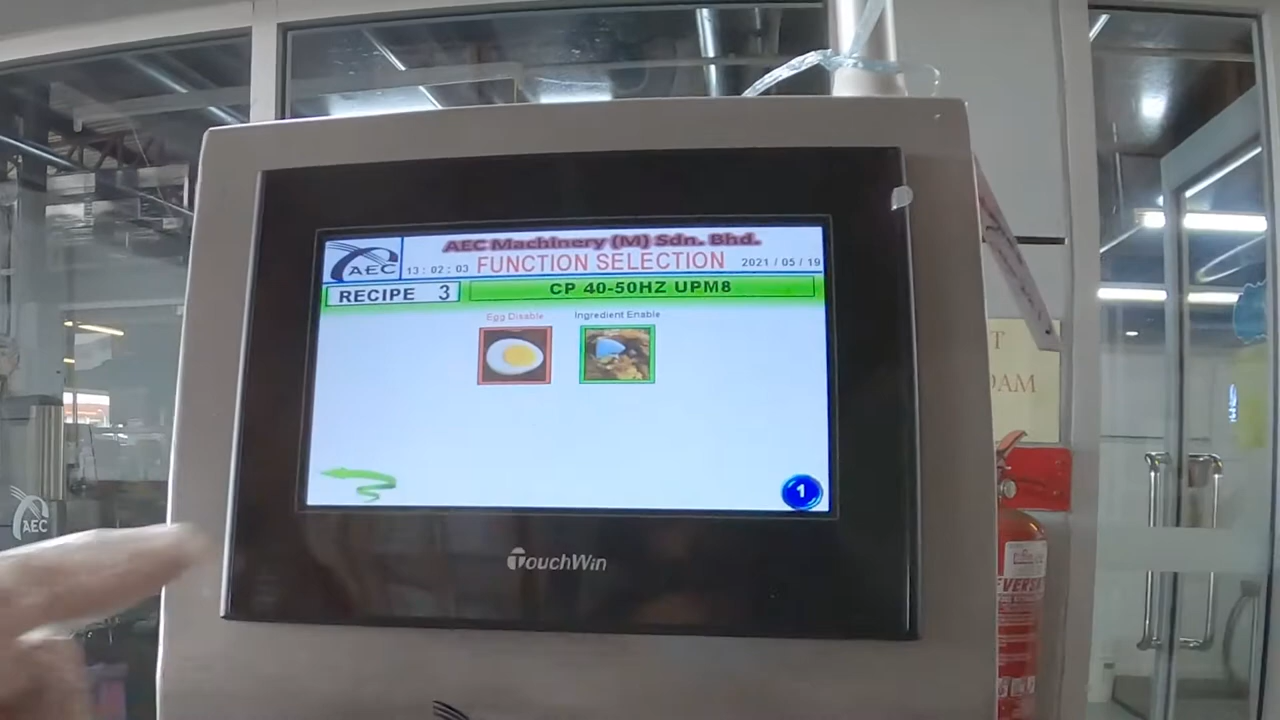 AEC Machinery (M) Sdn. Bhd.
AEC
13:02:03 FUNCTION SELECTION 2021/05/19
RECIPE 3 CP 40-50HZ UPM8
Egg Disable Ingredient Enable
1
TouchWin
AEC
T
DAM